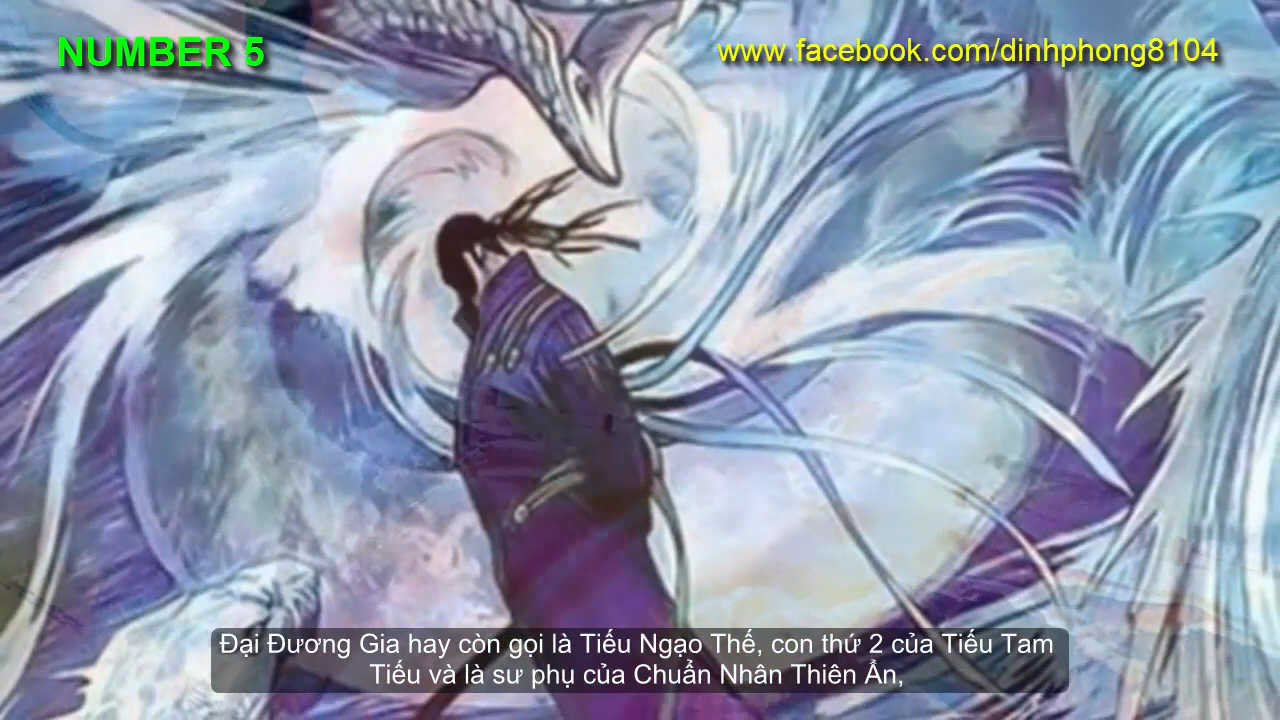 NUMBER 5
www.facebook.com/dinhphong8104
Đại Đương Gia hay còn gọi là Tiếu Ngạo Thế, con thứ 2 của Tiếu Tam
Tiếu và là sư phụ của Chuẩn Nhân Thiên Ẩn,